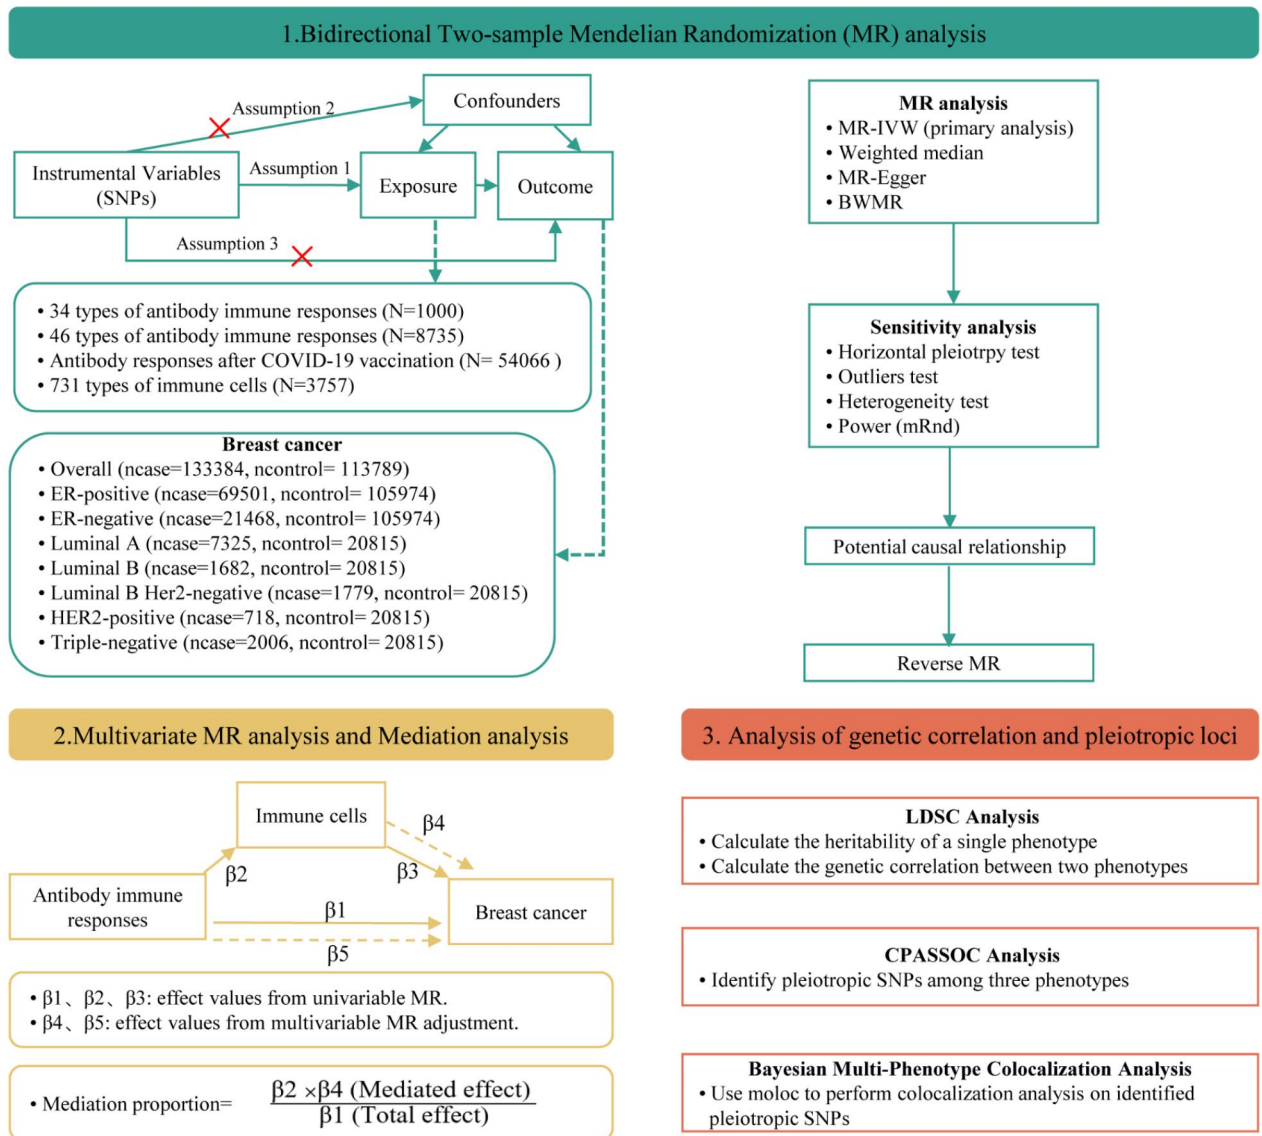 1.Bidirectional Two-sample Mendelian Randomization (MR) analysis
Assumption 2
Confounders
Instrumental Variables
(SNPs)
Assumption 1
Exposure
Outcome
Assumption 3
• 34 types of antibody immune responses (N=1000)
• 46 types of antibody immune responses (N=8735)
• Antibody responses after COVID-19 vaccination (N= 54066 )
• 731 types of immune cells (N=3757)
Breast cancer
• Overall (ncase=133384, ncontrol= 113789)
• ER-positive (ncase=69501, ncontrol= 105974)
• ER-negative (ncase=21468, ncontrol= 105974)
• Luminal A (ncase=7325, ncontrol= 20815)
• Luminal B (ncase=1682, ncontrol= 20815)
• Luminal B Her2-negative (ncase=1779, ncontrol= 20815)
• HER2-positive (ncase=718, ncontrol= 20815)
• Triple-negative (ncase=2006, ncontrol= 20815)
MR analysis
• MR-IVW (primary analysis)
• Weighted median
• MR-Egger
• BWMR
Sensitivity analysis
• Horizontal pleiotrpy test
• Outliers test
• Heterogeneity test
• Power (mRnd)
Potential causal relationship
Reverse MR
2.Multivariate MR analysis and Mediation analysis
Immune cells
β4
β2
β3
Antibody immune
responses
β1
Breast cancer
β5
• β1、β2、β3: effect values from univariable MR.
• β4、β5: effect values from multivariable MR adjustment.
• Mediation proportion=
β2 ×β4 (Mediated effect)
β1 (Total effect)
3. Analysis of genetic correlation and pleiotropic loci
LDSC Analysis
• Calculate the heritability of a single phenotype
• Calculate the genetic correlation between two phenotypes
CPASSOC Analysis
• Identify pleiotropic SNPs among three phenotypes
Bayesian Multi-Phenotype Colocalization Analysis
• Use moloc to perform colocalization analysis on identified
pleiotropic SNPs